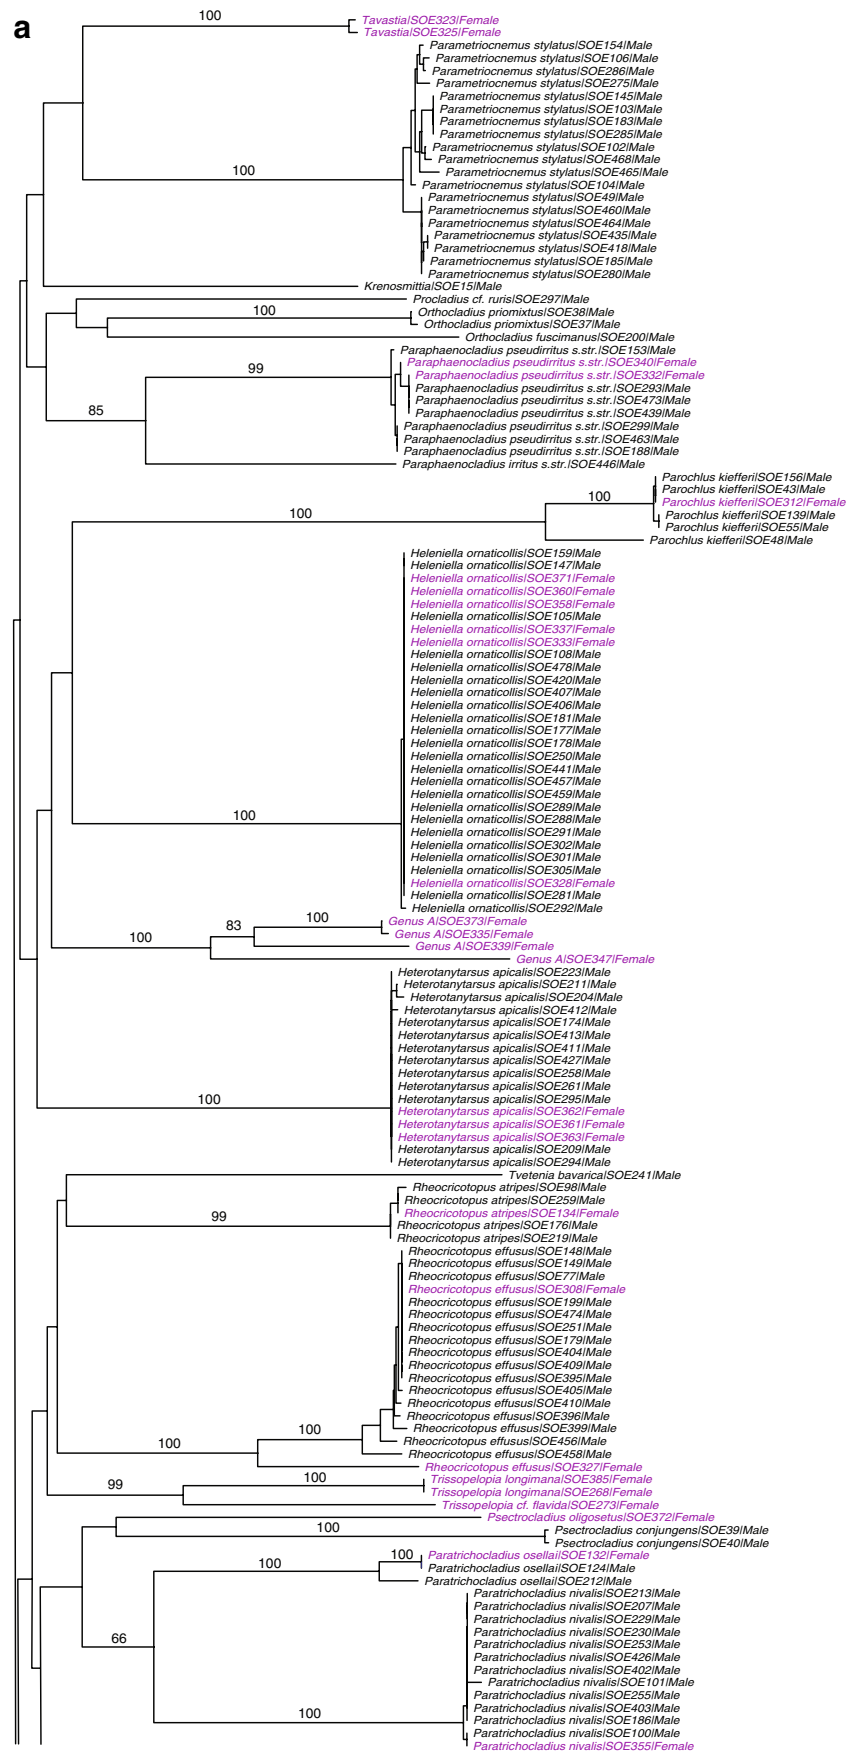 a
100
Tavastia|SOE323|Female
Tavastia|SOE325|Female
Parametriocnemus stylatus|SOE154|Male
Parametriocnemus stylatus|SOE106|Male
Parametriocnemus stylatus|SOE286|Male
Parametriocnemus stylatus|SOE275|Male
Parametriocnemus stylatus|SOE145|Male
Parametriocnemus stylatus|SOE103|Male
Parametriocnemus stylatus|SOE183|Male
Parametriocnemus stylatus|SOE285|Male
Parametriocnemus stylatus|SOE102|Male
Parametriocnemus stylatus|SOE468|Male
100
Parametriocnemus stylatus|SOE465|Male
Parametriocnemus stylatus|SOE104|Male
Parametriocnemus stylatus|SOE49|Male
Parametriocnemus stylatus|SOE460|Male
Parametriocnemus stylatus|SOE464|Male
Parametriocnemus stylatus|SOE435|Male
Parametriocnemus stylatus|SOE418|Male
Parametriocnemus stylatus|SOE185|Male
Parametriocnemus stylatus|SOE280|Male
Krenosmittia|SOE15|Male
Procladius cf. ruris|SOE297|Male
100
Orthocladius priomixtus|SOE38|Male
Orthocladius priomixtus|SOE37|Male
Orthocladius fuscimanus|SOE200|Male
Paraphaenocladius pseudirritus s.str.|SOE153|Male
99
Paraphaenocladius pseudirritus s.str.|SOE340|Female
Paraphaenocladius pseudirritus s.str.|SOE332|Female
Paraphaenocladius pseudirritus s.str.|SOE293|Male
Paraphaenocladius pseudirritus s.str.|SOE473|Male
85
Paraphaenocladius pseudirritus s.str.|SOE439|Male
Paraphaenocladius pseudirritus s.str.|SOE299|Male
Paraphaenocladius pseudirritus s.str.|SOE463|Male
Paraphaenocladius pseudirritus s.str.|SOE188|Male
Paraphaenocladius irritus s.str.|SOE446|Male
Parochlus kiefferi|SOE156|Male
Parochlus kiefferi|SOE43|Male
100
Parochlus kiefferi|SOE312|Female
100
Parochlus kiefferi|SOE139|Male
Parochlus kiefferi|SOE55|Male
Parochlus kiefferi|SOE48|Male
Heleniella ornaticollis|SOE159|Male
Heleniella ornaticollis|SOE147|Male
Heleniella ornaticollis|SOE371|Female
Heleniella ornaticollis|SOE360|Female
Heleniella ornaticollis|SOE358|Female
Heleniella ornaticollis|SOE105|Male
Heleniella ornaticollis|SOE337|Female
Heleniella ornaticollis|SOE333|Female
Heleniella ornaticollis|SOE108|Male
Heleniella ornaticollis|SOE478|Male
Heleniella ornaticollis|SOE420|Male
Heleniella ornaticollis|SOE407|Male
Heleniella ornaticollis|SOE406|Male
Heleniella ornaticollis|SOE181|Male
Heleniella ornaticollis|SOE177|Male
Heleniella ornaticollis|SOE178|Male
Heleniella ornaticollis|SOE250|Male
Heleniella ornaticollis|SOE441|Male
Heleniella ornaticollis|SOE457|Male
Heleniella ornaticollis|SOE459|Male
Heleniella ornaticollis|SOE289|Male
100
Heleniella ornaticollis|SOE288|Male
Heleniella ornaticollis|SOE291|Male
Heleniella ornaticollis|SOE302|Male
Heleniella ornaticollis|SOE301|Male
Heleniella ornaticollis|SOE305|Male
Heleniella ornaticollis|SOE328|Female
Heleniella ornaticollis|SOE281|Male
Heleniella ornaticollis|SOE292|Male
100
Genus A|SOE373|Female
83
Genus A|SOE335|Female
100
Genus A|SOE339|Female
Genus A|SOE347|Female
Heterotanytarsus apicalis|SOE223|Male
Heterotanytarsus apicalis|SOE211|Male
Heterotanytarsus apicalis|SOE204|Male
Heterotanytarsus apicalis|SOE412|Male
Heterotanytarsus apicalis|SOE174|Male
Heterotanytarsus apicalis|SOE413|Male
Heterotanytarsus apicalis|SOE411|Male
Heterotanytarsus apicalis|SOE427|Male
Heterotanytarsus apicalis|SOE258|Male
Heterotanytarsus apicalis|SOE261|Male
100
Heterotanytarsus apicalis|SOE295|Male
Heterotanytarsus apicalis|SOE362|Female
Heterotanytarsus apicalis|SOE361|Female
Heterotanytarsus apicalis|SOE363|Female
Heterotanytarsus apicalis|SOE209|Male
Heterotanytarsus apicalis|SOE294|Male
Tvetenia bavarica|SOE241|Male
Rheocricotopus atripes|SOE98|Male
Rheocricotopus atripes|SOE259|Male
99
Rheocricotopus atripes|SOE134|Female
Rheocricotopus atripes|SOE176|Male
Rheocricotopus atripes|SOE219|Male
Rheocricotopus effusus|SOE148|Male
Rheocricotopus effusus|SOE149|Male
Rheocricotopus effusus|SOE77|Male
Rheocricotopus effusus|SOE308|Female
Rheocricotopus effusus|SOE199|Male
Rheocricotopus effusus|SOE474|Male
Rheocricotopus effusus|SOE251|Male
Rheocricotopus effusus|SOE179|Male
Rheocricotopus effusus|SOE404|Male
Rheocricotopus effusus|SOE409|Male
Rheocricotopus effusus|SOE395|Male
Rheocricotopus effusus|SOE405|Male
Rheocricotopus effusus|SOE410|Male
Rheocricotopus effusus|SOE396|Male
100
Rheocricotopus effusus|SOE399|Male
100
Rheocricotopus effusus|SOE456|Male
Rheocricotopus effusus|SOE458|Male
Rheocricotopus effusus|SOE327|Female
100
Trissopelopia longimana|SOE385|Female
99
Trissopelopia longimana|SOE268|Female
Trissopelopia cf. flavida|SOE273|Female
Psectrocladius oligosetus|SOE372|Female
100
Psectrocladius conjungens|SOE39|Male
Psectrocladius conjungens|SOE40|Male
100
Paratrichocladius osellai|SOE132|Female
100
Paratrichocladius osellai|SOE124|Male
Paratrichocladius osellai|SOE212|Male
Paratrichocladius nivalis|SOE213|Male
Paratrichocladius nivalis|SOE207|Male
Paratrichocladius nivalis|SOE229|Male
Paratrichocladius nivalis|SOE230|Male
66
Paratrichocladius nivalis|SOE253|Male
Paratrichocladius nivalis|SOE426|Male
Paratrichocladius nivalis|SOE402|Male
Paratrichocladius nivalis|SOE101|Male
Paratrichocladius nivalis|SOE255|Male
Paratrichocladius nivalis|SOE403|Male
100
Paratrichocladius nivalis|SOE186|Male
Paratrichocladius nivalis|SOE100|Male
Paratrichocladius nivalis|SOE355|Female